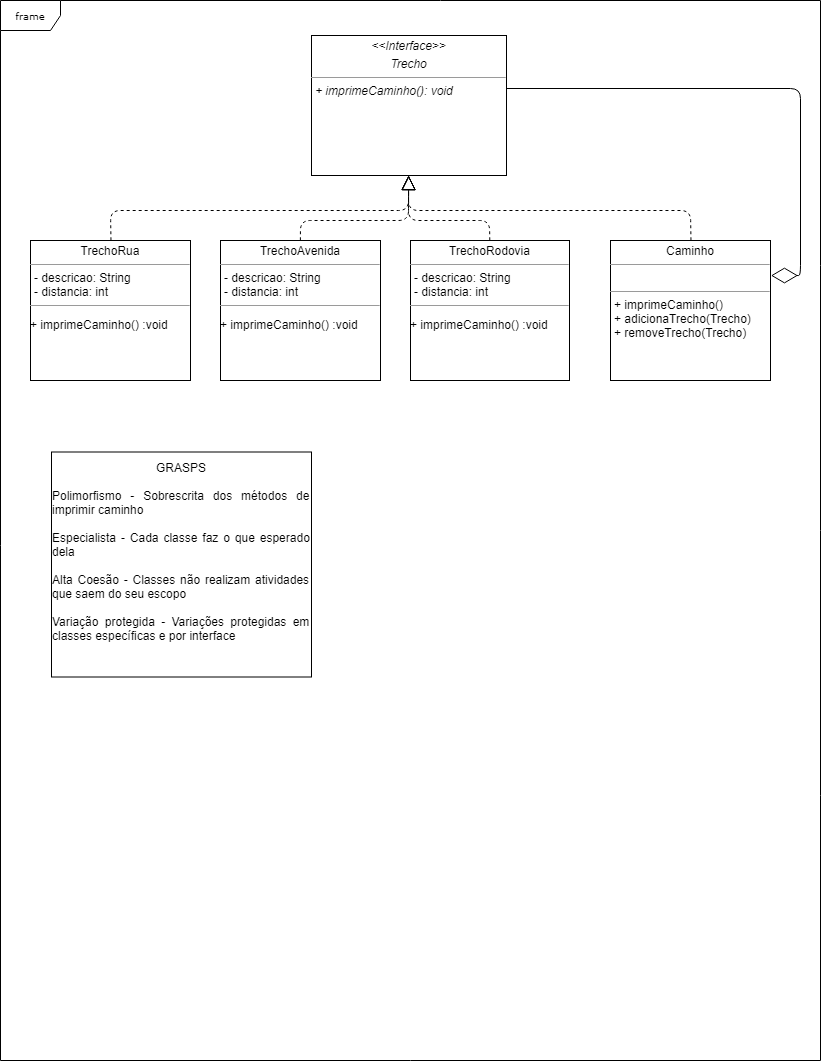 frame
<<Interface>>
Trecho
+ imprimeCaminho(): void
TrechoRua
- descricao: String
- distancia: int
+ imprimeCaminho() :void
TrechoAvenida
- descricao: String
- distancia: int
+ imprimeCaminho() :void
TrechoRodovia
- descricao: String
- distancia: int
+ imprimeCaminho() :void
Caminho
+ imprimeCaminho()
+ adicionaTrecho(Trecho)
+ removeTrecho(Trecho)
GRASPS
Polimorfismo - Sobrescrita dos métodos de
imprimir caminho
Especialista - Cada classe faz o que esperado
dela
Alta Coesão - Classes não realizam atividades
que saem do seu escopo
Variação protegida - Variações protegidas em
classes específicas e por interface